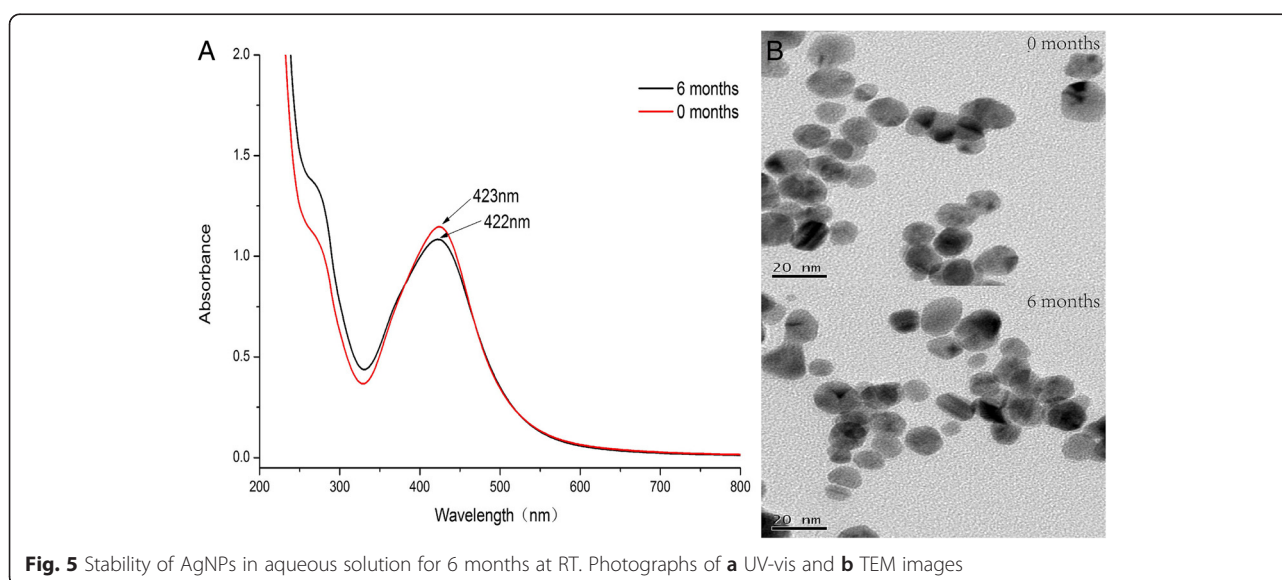 A
2.0
1.5
1.0
0.5
0.0
Absorbance
6 months
0 months
423nm
422nm
200 300 400 500 600 700 800
Wavelength（nm）
B
0 months
20 nm
6 months
20 nm
Fig. 5 Stability of AgNPs in aqueous solution for 6 months at RT. Photographs of a UV-vis and b TEM images